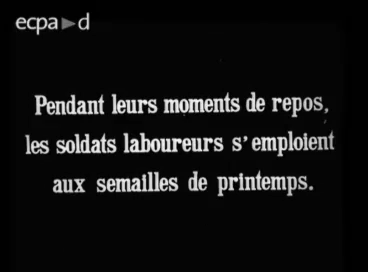 ecpa d
Pendant leurs moments de repos,
les soldats laboureurs s'emploient
aux semailles de printemps.